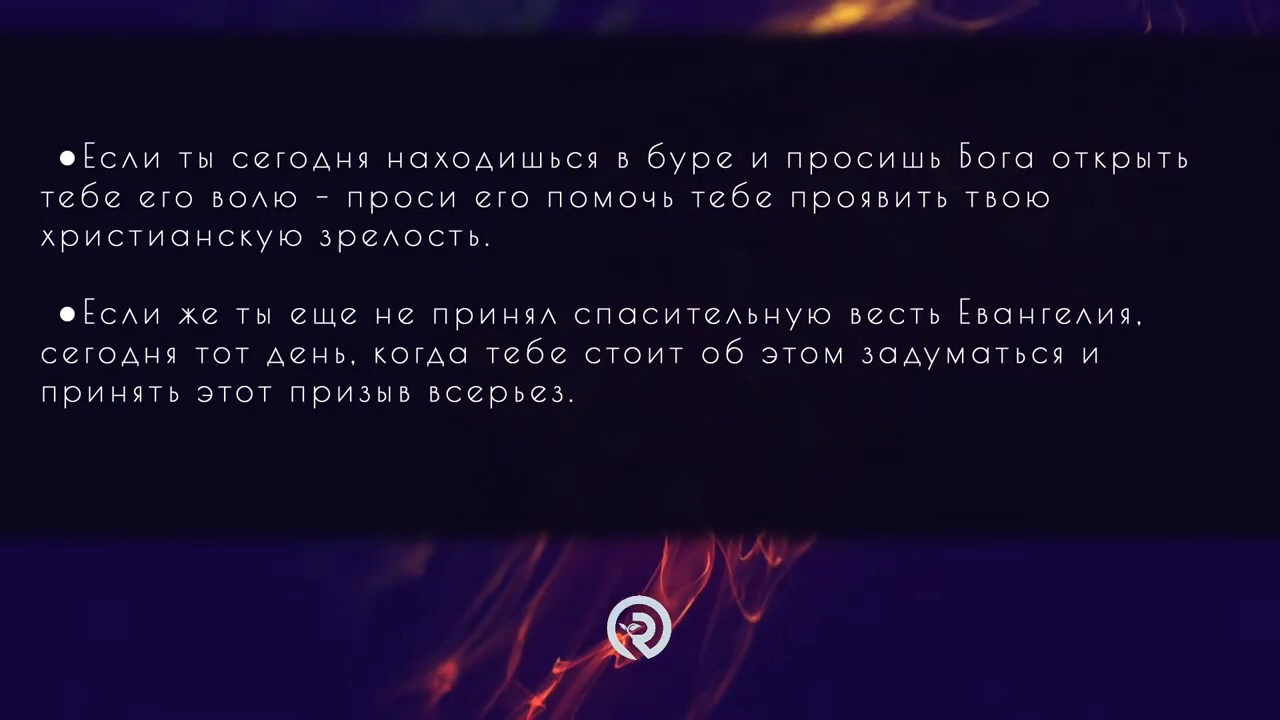 ●Если ты сегодня находишься в буре и просишь Бога открыть
тебе его волю – проси его помочь тебе проявить твою
христианскую зрелость.
●Если же ты еще не принял спасительную весть Евангелия,
сегодня тот день, когда тебе стоит об этом задуматься и
принять этот призыв всерьез.